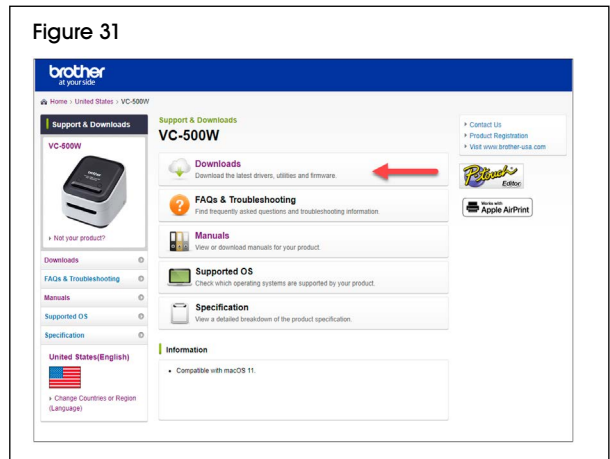 Figure 31
brother
at your side
Home › United States › VC-500W
Support & Downloads
VC-500W
Not your product?
Downloads
FAQs & Troubleshooting
Manuals
Supported OS
Specification
United States(English)
Change Countries or Region
(Language)
Support & Downloads
VC-500W
Downloads
Download the latest drivers, utilities and firmware.
FAQs & Troubleshooting
Find frequently asked questions and troubleshooting information.
Manuals
View or download manuals for your product.
Supported OS
Check which operating systems are supported by your product.
Specification
View a detailed breakdown of the product specification.
Information
• Compatible with macOS 11.
Contact Us
Product Registration
Visit www.brother-usa.com
P-touch
Editor
Works with
Apple AirPrint